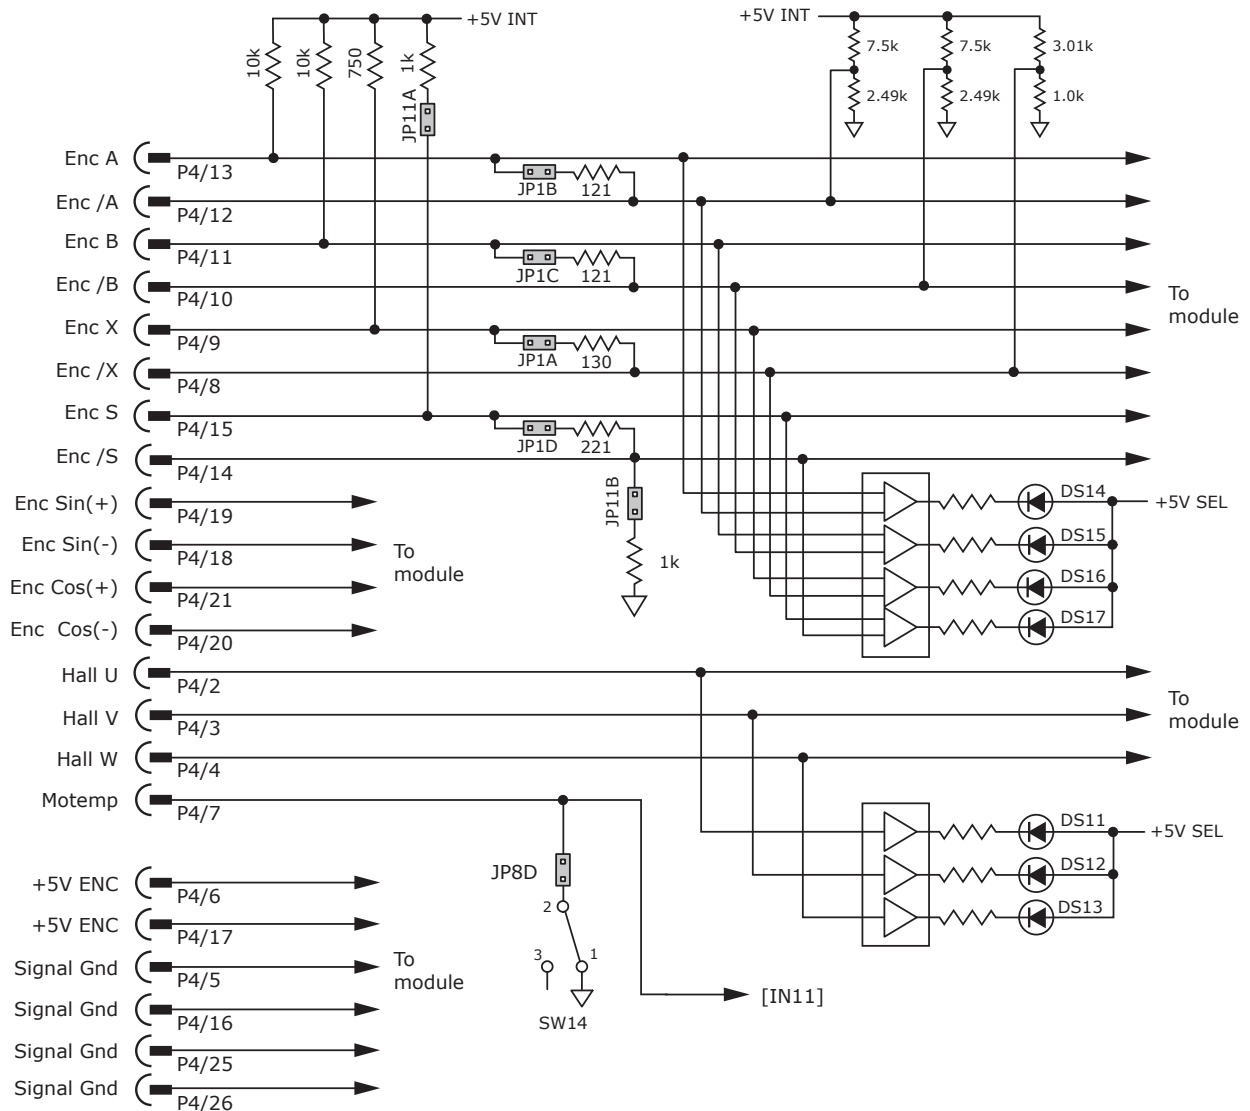 +5V INT
10k
10k
750
1k
JP11A
+5V INT
7.5k
7.5k
3.01k
2.49k
2.49k
1.0k
Enc A
P4/13
JP1B
121
Enc /A
P4/12
Enc B
P4/11
JP1C
121
Enc /B
P4/10
To
module
Enc X
P4/9
JP1A
130
Enc /X
P4/8
Enc S
P4/15
JP1D
221
Enc /S
P4/14
JP11B
1k
DS14
+5V SEL
DS15
DS16
DS17
Enc Sin(+)
P4/19
Enc Sin(-)
P4/18
To
module
Enc Cos(+)
P4/21
Enc Cos(-)
P4/20
Hall U
P4/2
Hall V
P4/3
To
module
Hall W
P4/4
Motemp
P4/7
JP8D
2
3
1
SW14
[IN11]
DS11
+5V SEL
DS12
DS13
+5V ENC
P4/6
+5V ENC
P4/17
Signal Gnd
P4/5
To
module
Signal Gnd
P4/16
Signal Gnd
P4/25
Signal Gnd
P4/26